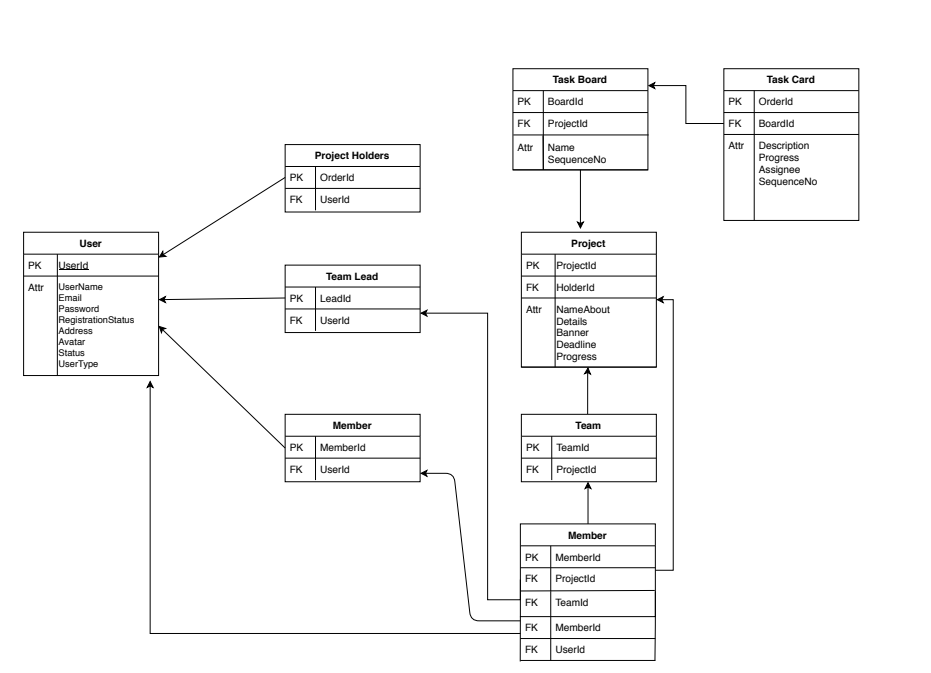 Task Board
PK BoardId
FK ProjectId
Attr Name
SequenceNo
Task Card
PK OrderId
FK BoardId
Attr Description
Progress
Assignee
SequenceNo
Project Holders
PK OrderId
FK UserId
User
PK UserId
Attr UserName
Email
Password
RegistrationStatus
Address
Avatar
Status
UserType
Team Lead
PK LeadId
FK UserId
Project
PK ProjectId
FK HolderId
Attr NameAbout
Details
Banner
Deadline
Progress
Member
PK MemberId
FK UserId
Team
PK TeamId
FK ProjectId
Member
PK MemberId
FK ProjectId
FK TeamId
FK MemberId
FK UserId